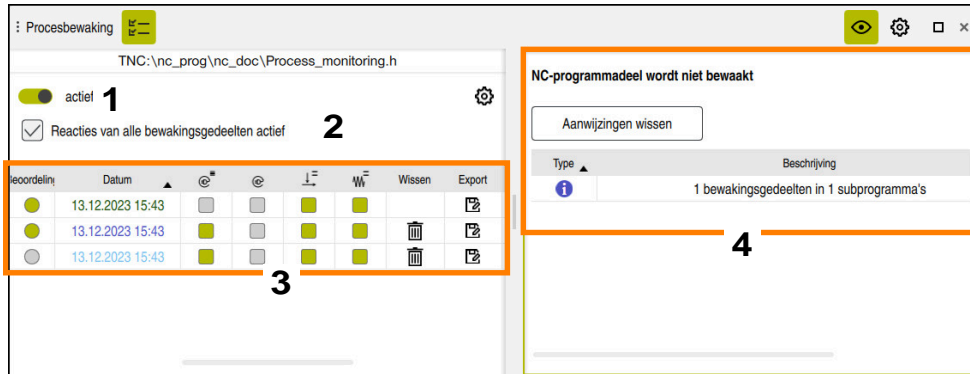 Procesbewaking
TNC:\nc_prog\nc_doc\Process_monitoring.h
actief 1
Reacties van alle bewakingsgedeelten actief 2
Beoordeling Datum Wissen Export
13.12.2023 15:43
13.12.2023 15:43
13.12.2023 15:43
3
NC-programmadeel wordt niet bewaakt
Aanwijzingen wissen
Type Beschrijving
1 bewakingsgedeelten in 1 subprogramma's
4